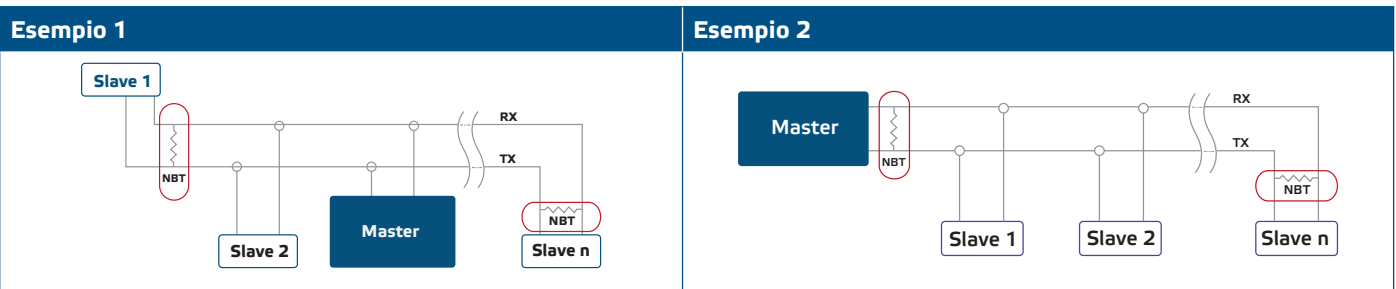 Esempio 1
Slave 1
RX
TX
NBT
NBT
Slave 2
Master
Slave n
Esempio 2
RX
Master
TX
NBT
NBT
Slave 1
Slave 2
Slave n